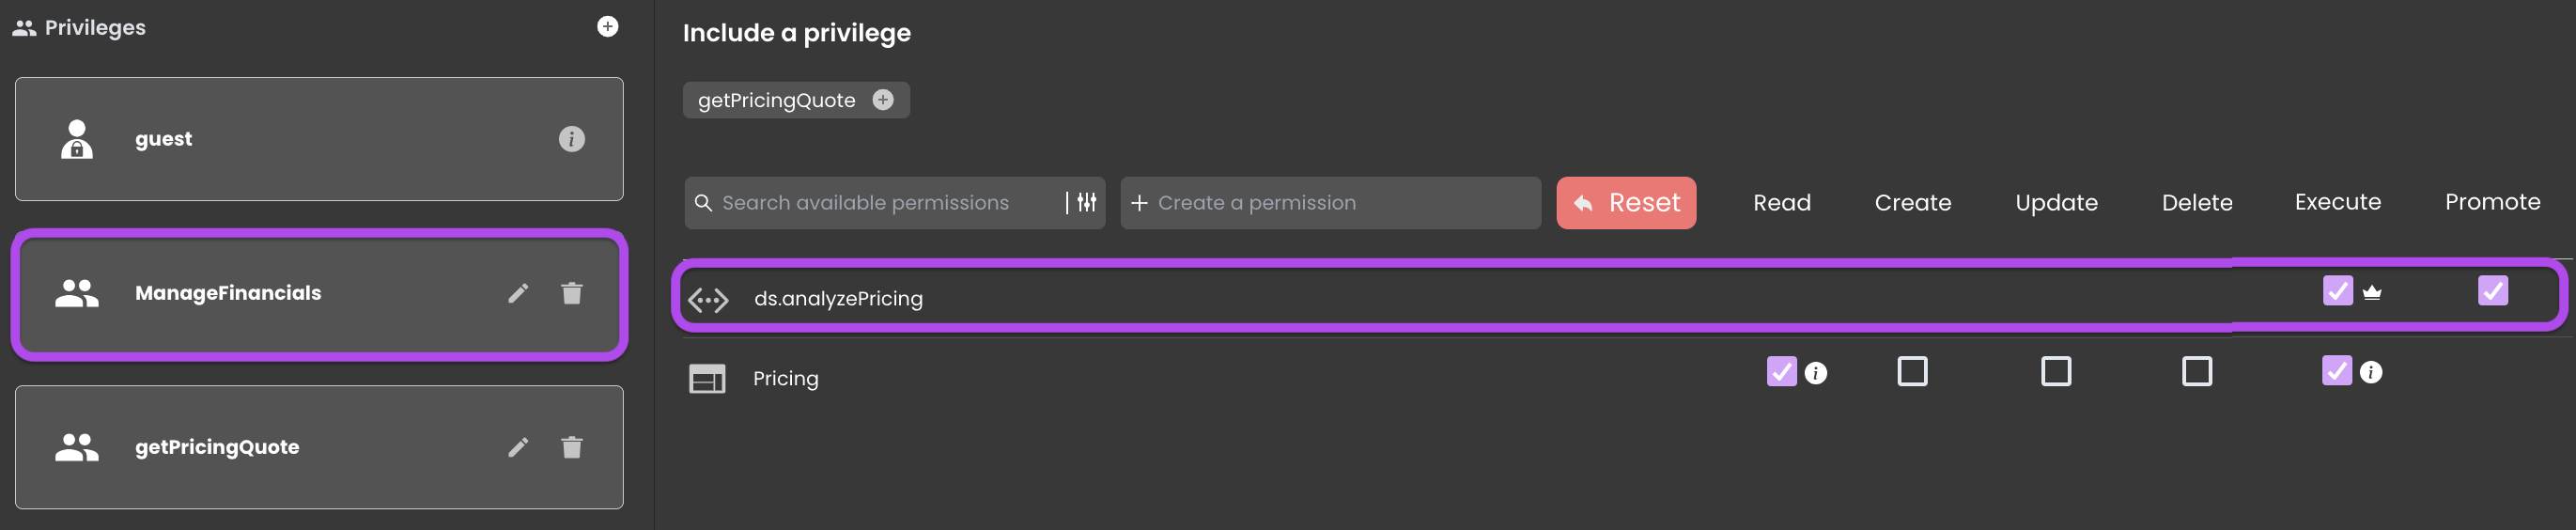 Privileges
guest
ManageFinancials
getPricingQuote
Include a privilege
getPricingQuote
Search available permissions
Create a permission
Reset
Read
Create
Update
Delete
Execute
Promote
ds.analyzePricing
Pricing